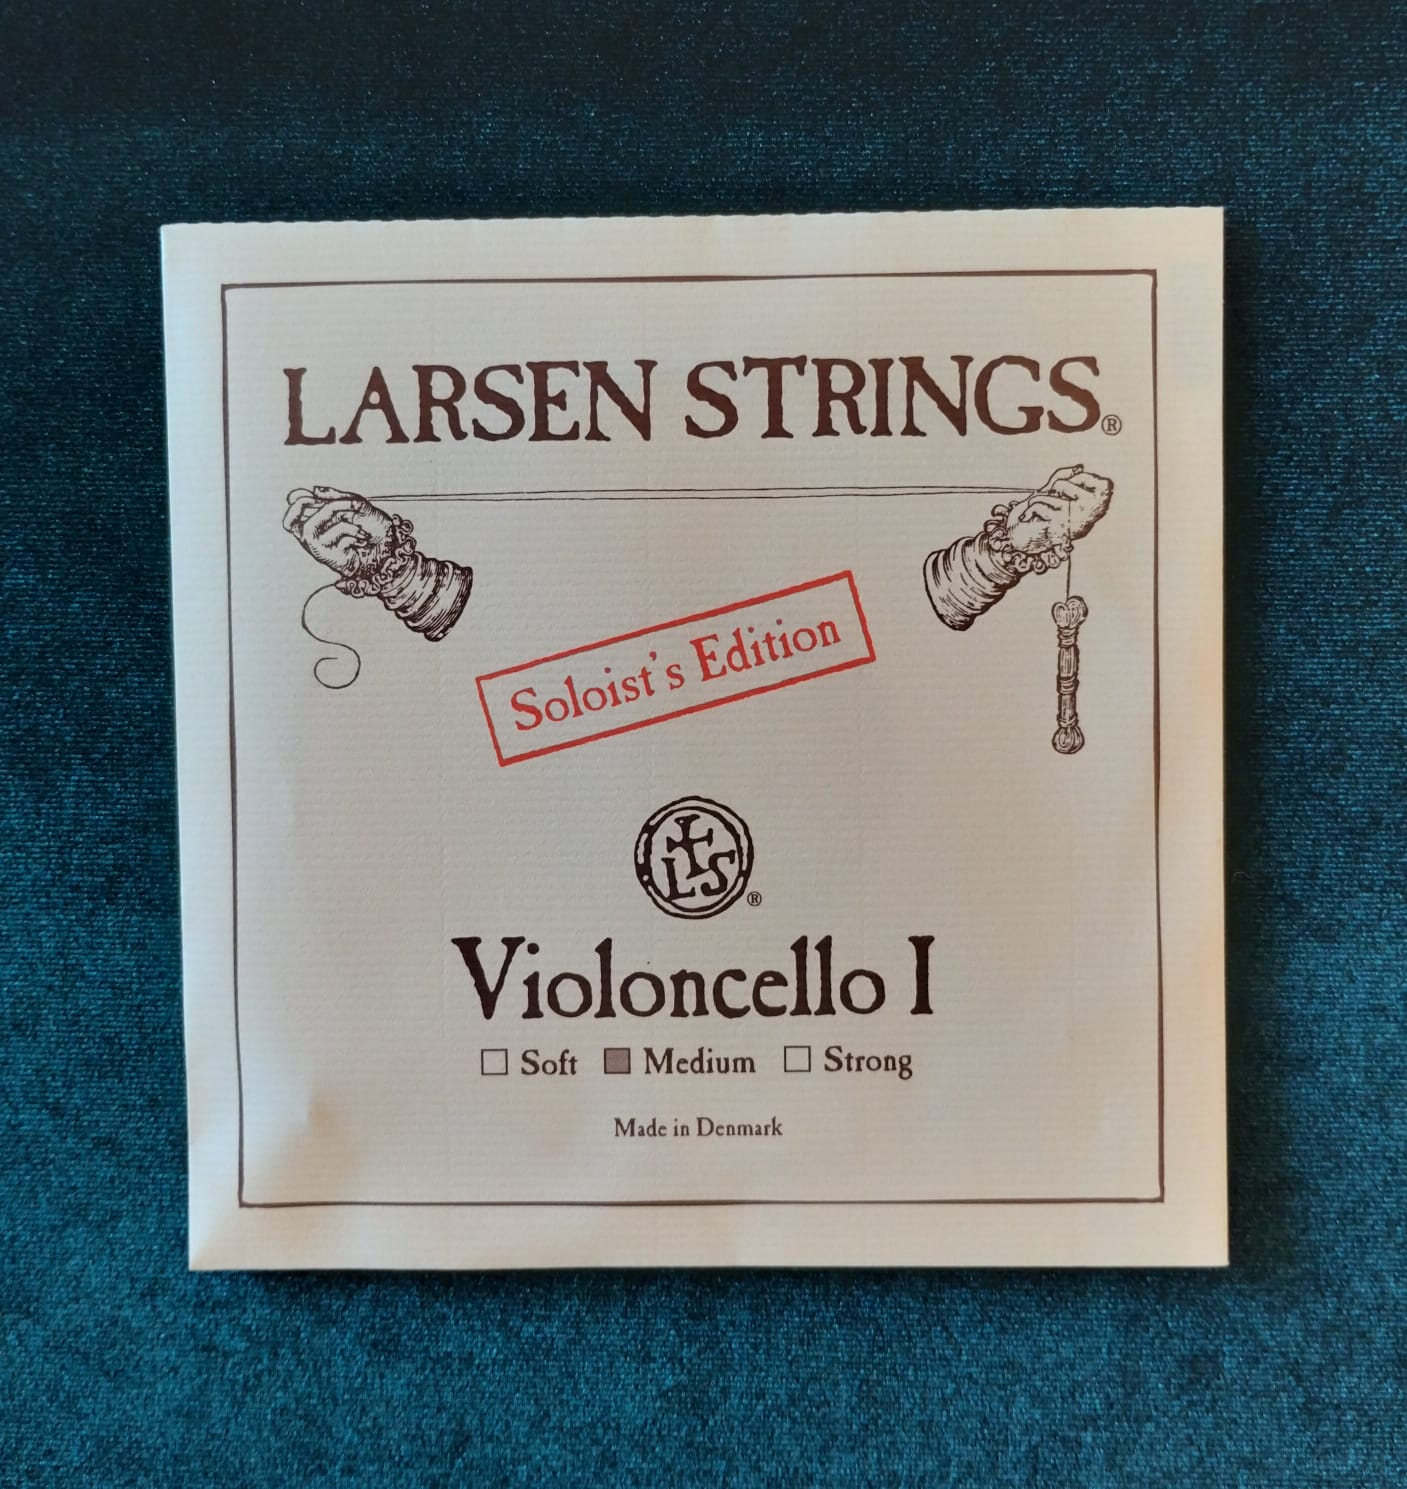 LARSEN STRINGS®
Soloist's Edition
LS
®
Violoncello I
Soft Medium Strong
Made in Denmark